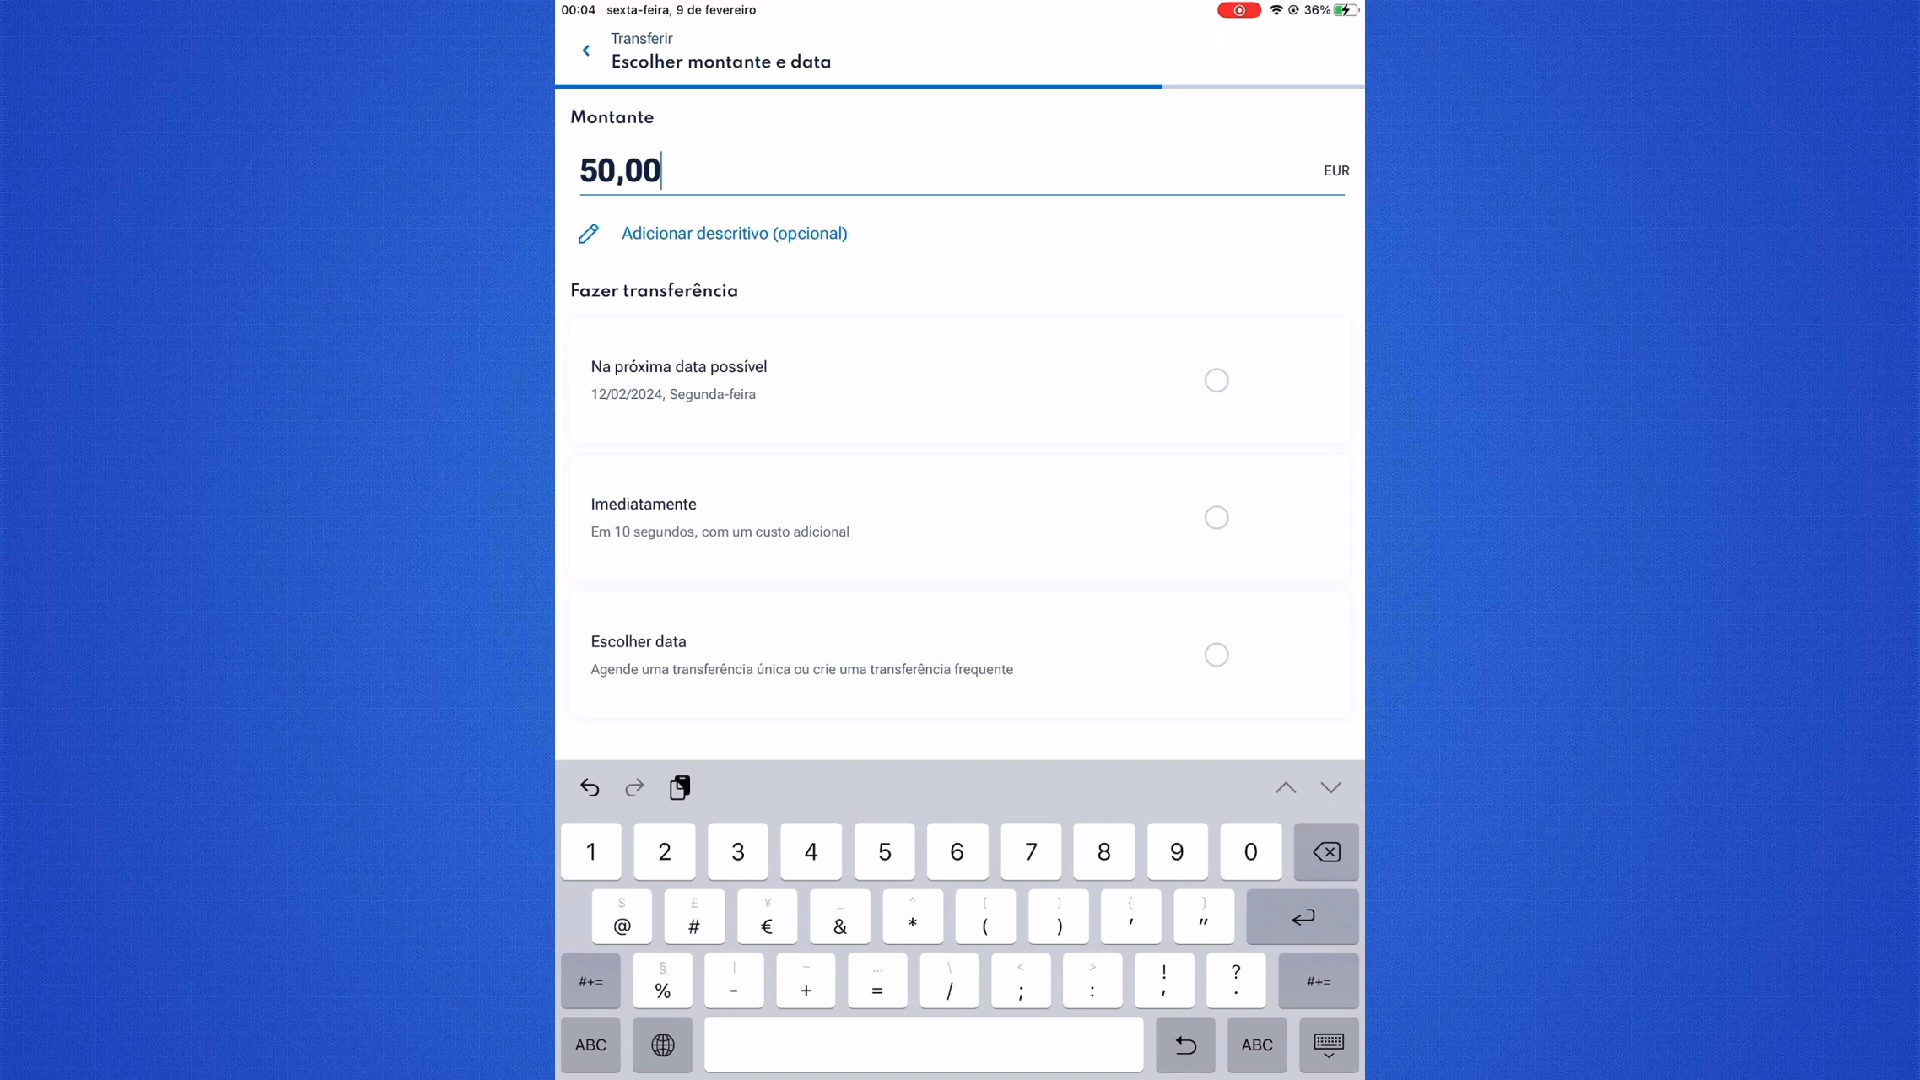 00:04 sexta-feira, 9 de fevereiro 36%
Transferir
Escolher montante e data
Montante
50,00 EUR
Adicionar descritivo (opcional)
Fazer transferência
Na próxima data possível
12/02/2024, Segunda-feira
Imediatamente
Em 10 segundos, com um custo adicional
Escolher data
Agende uma transferência única ou crie uma transferência frequente
1 2 3 4 5 6 7 8 9 0
$ £ ¥ _ ^ [ ] { }
@ # € & * ( ) ' "
§ | ~ … \ < > ! ?
#+= % - + = / ; : , . #+=
ABC ABC